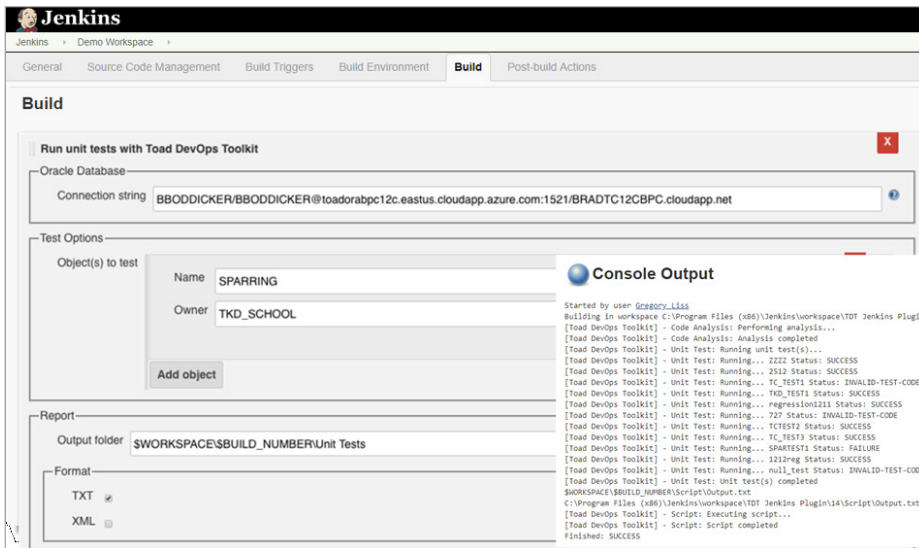 Jenkins
Jenkins › Demo Workspace ›
General Source Code Management Build Triggers Build Environment Build Post-build Actions
Build
Run unit tests with Toad DevOps Toolkit X
Oracle Database
Connection string BBODDICKER/BBODDICKER@toadorabpc12c.eastus.cloudapp.azure.com:1521/BRADTC12CBPC.cloudapp.net
Test Options
Object(s) to test
Name SPARRING
Owner TKD_SCHOOL
Add object
Report
Output folder $WORKSPACE\$BUILD_NUMBER\Unit Tests
Format
TXT
XML
Console Output
Started by user Gregory Liss
Building in workspace C:\Program Files (x86)\Jenkins\workspace\TDT Jenkins Plugi
[Toad DevOps Toolkit] - Code Analysis: Performing analysis...
[Toad DevOps Toolkit] - Code Analysis: Analysis completed
[Toad DevOps Toolkit] - Unit Test: Running unit test(s)...
[Toad DevOps Toolkit] - Unit Test: Running... ZZZZ Status: SUCCESS
[Toad DevOps Toolkit] - Unit Test: Running... 2512 Status: SUCCESS
[Toad DevOps Toolkit] - Unit Test: Running... TC_TEST1 Status: INVALID-TEST-CODE
[Toad DevOps Toolkit] - Unit Test: Running... TKD_TEST1 Status: SUCCESS
[Toad DevOps Toolkit] - Unit Test: Running... regression1211 Status: SUCCESS
[Toad DevOps Toolkit] - Unit Test: Running... 727 Status: INVALID-TEST-CODE
[Toad DevOps Toolkit] - Unit Test: Running... TCTEST2 Status: SUCCESS
[Toad DevOps Toolkit] - Unit Test: Running... TC_TEST3 Status: SUCCESS
[Toad DevOps Toolkit] - Unit Test: Running... SPARTEST1 Status: FAILURE
[Toad DevOps Toolkit] - Unit Test: Running... 1212reg Status: SUCCESS
[Toad DevOps Toolkit] - Unit Test: Running... null_test Status: INVALID-TEST-COD
[Toad DevOps Toolkit] - Unit Test: Unit test(s) completed
$WORKSPACE\$BUILD_NUMBER\Script\Output.txt
C:\Program Files (x86)\Jenkins\workspace\TDT Jenkins Plugin\14\Script\Output.txt
[Toad DevOps Toolkit] - Script: Executing script...
[Toad DevOps Toolkit] - Script: Script completed
Finished: SUCCESS